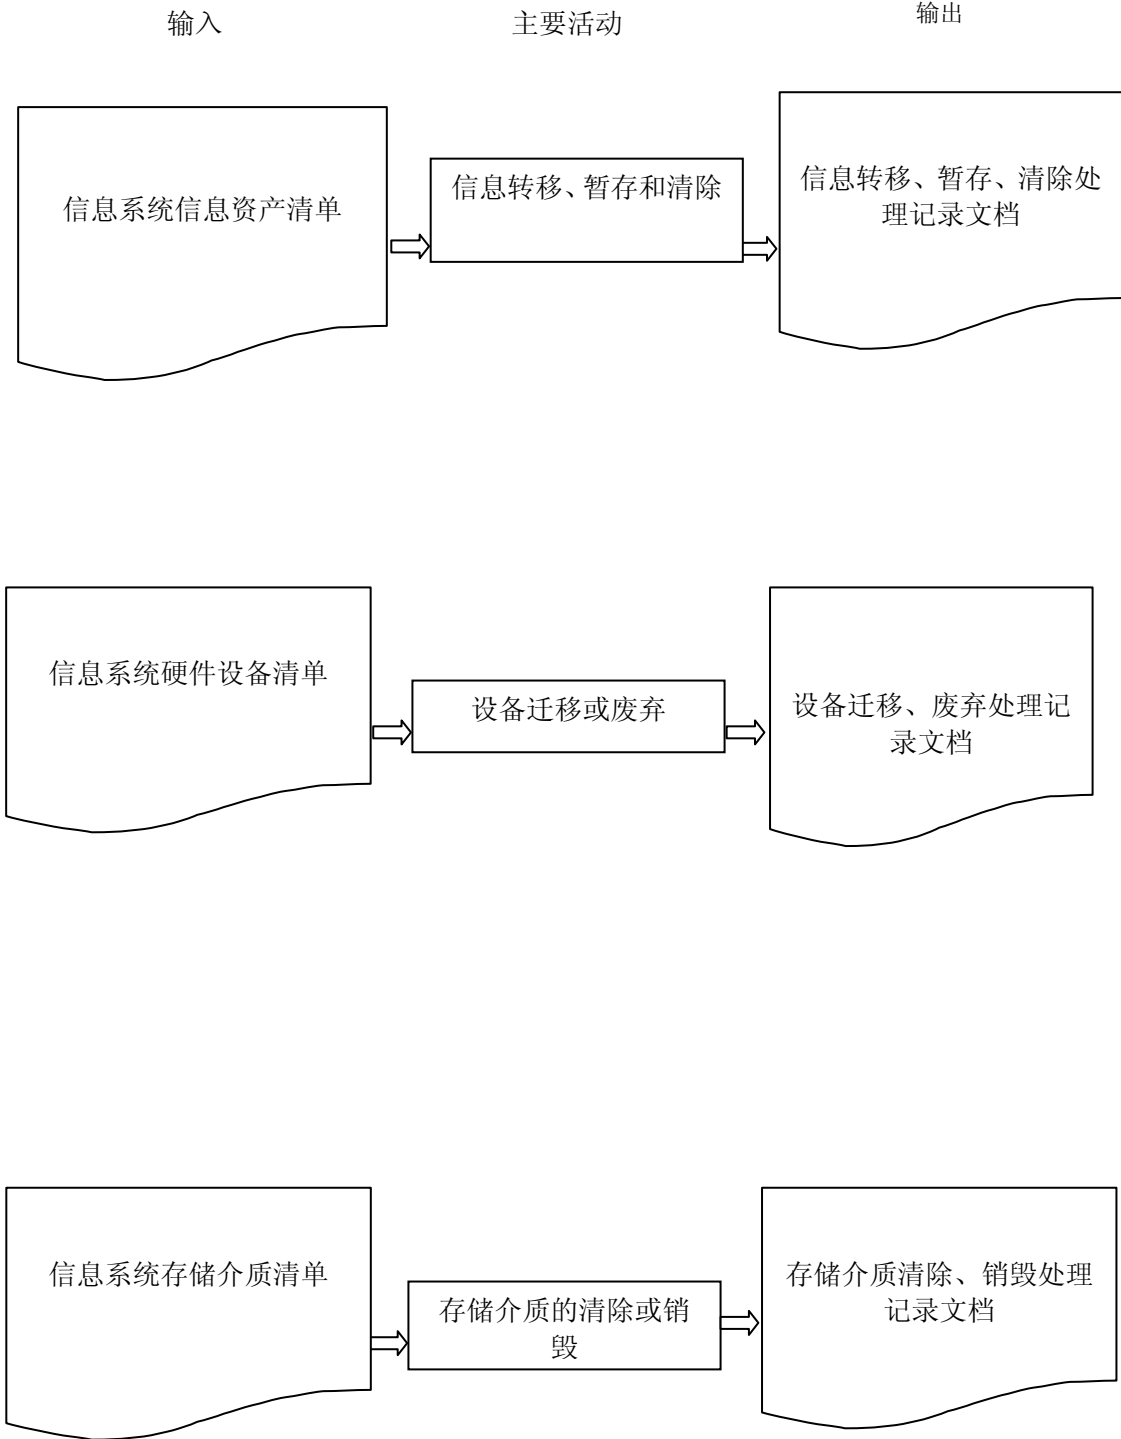 输入
主要活动
输出
信息系统信息资产清单
信息转移、暂存和清除
信息转移、暂存、清除处
理记录文档
信息系统硬件设备清单
设备迁移或废弃
设备迁移、废弃处理记
录文档
信息系统存储介质清单
存储介质的清除或销
毁
存储介质清除、销毁处理
记录文档